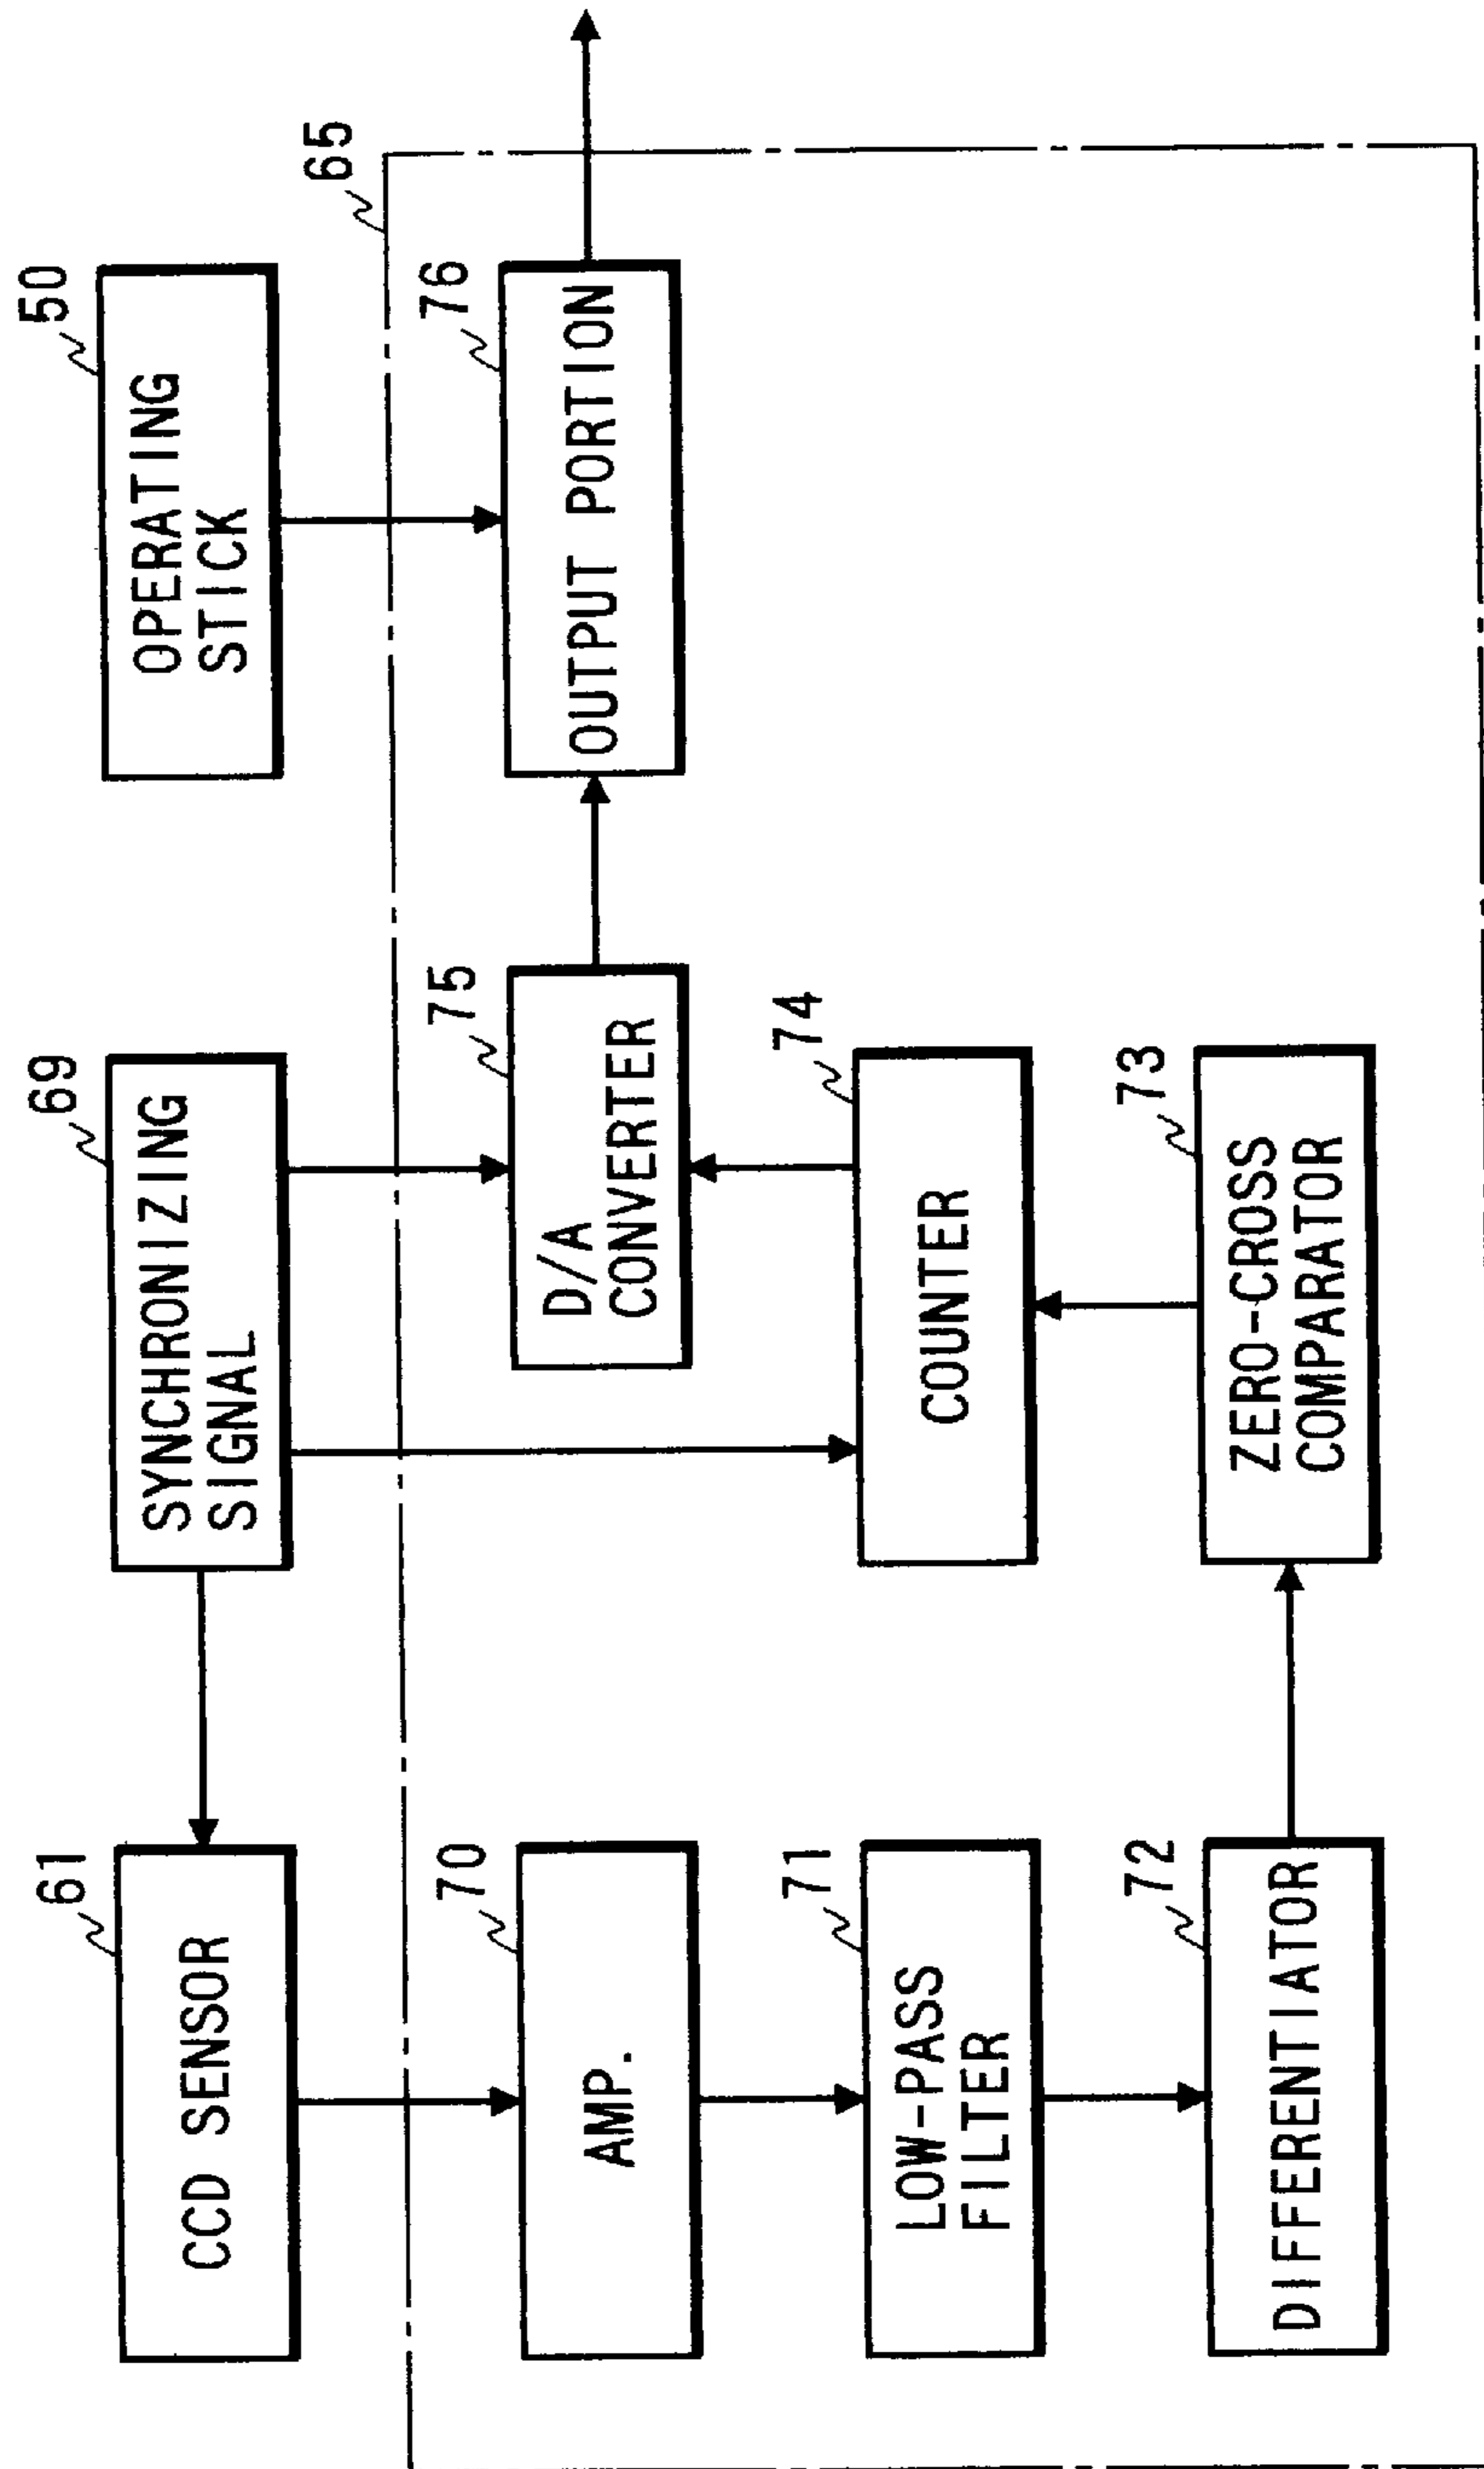 61
CCD SENSOR
69
SYNCHRONIZING
SIGNAL
50
OPERATING
STICK
65
70
AMP.
75
D/A
CONVERTER
76
OUTPUT PORTION
71
LOW-PASS
FILTER
74
COUNTER
72
DIFFERENTIATOR
73
ZERO-CROSS
COMPARATOR